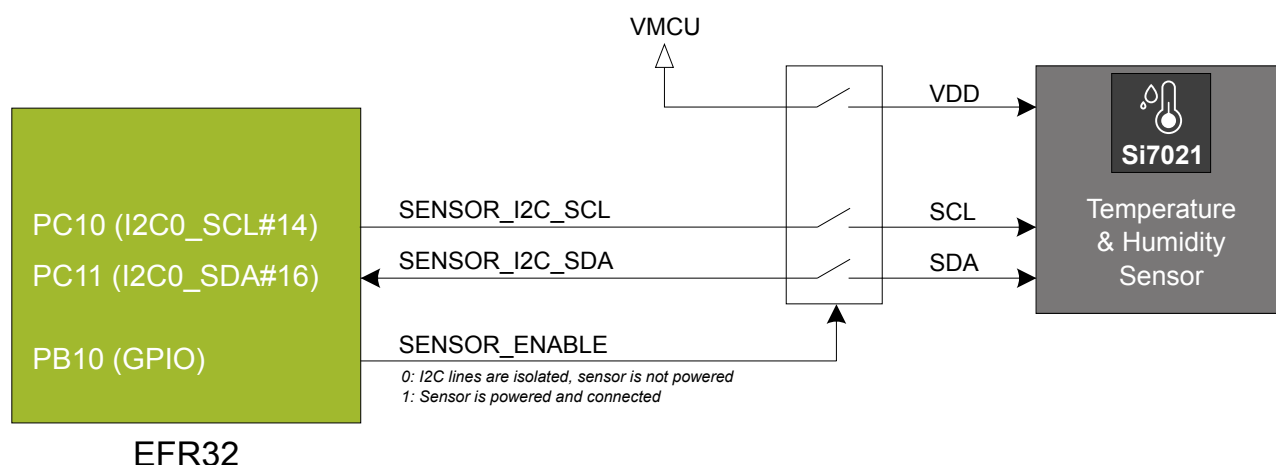 VMCU
VDD
Si7021
PC10 (I2C0_SCL#14)
SENSOR_I2C_SCL
SCL
Temperature
& Humidity
Sensor
PC11 (I2C0_SDA#16)
SENSOR_I2C_SDA
SDA
PB10 (GPIO)
SENSOR_ENABLE
0: I2C lines are isolated, sensor is not powered
1: Sensor is powered and connected
EFR32